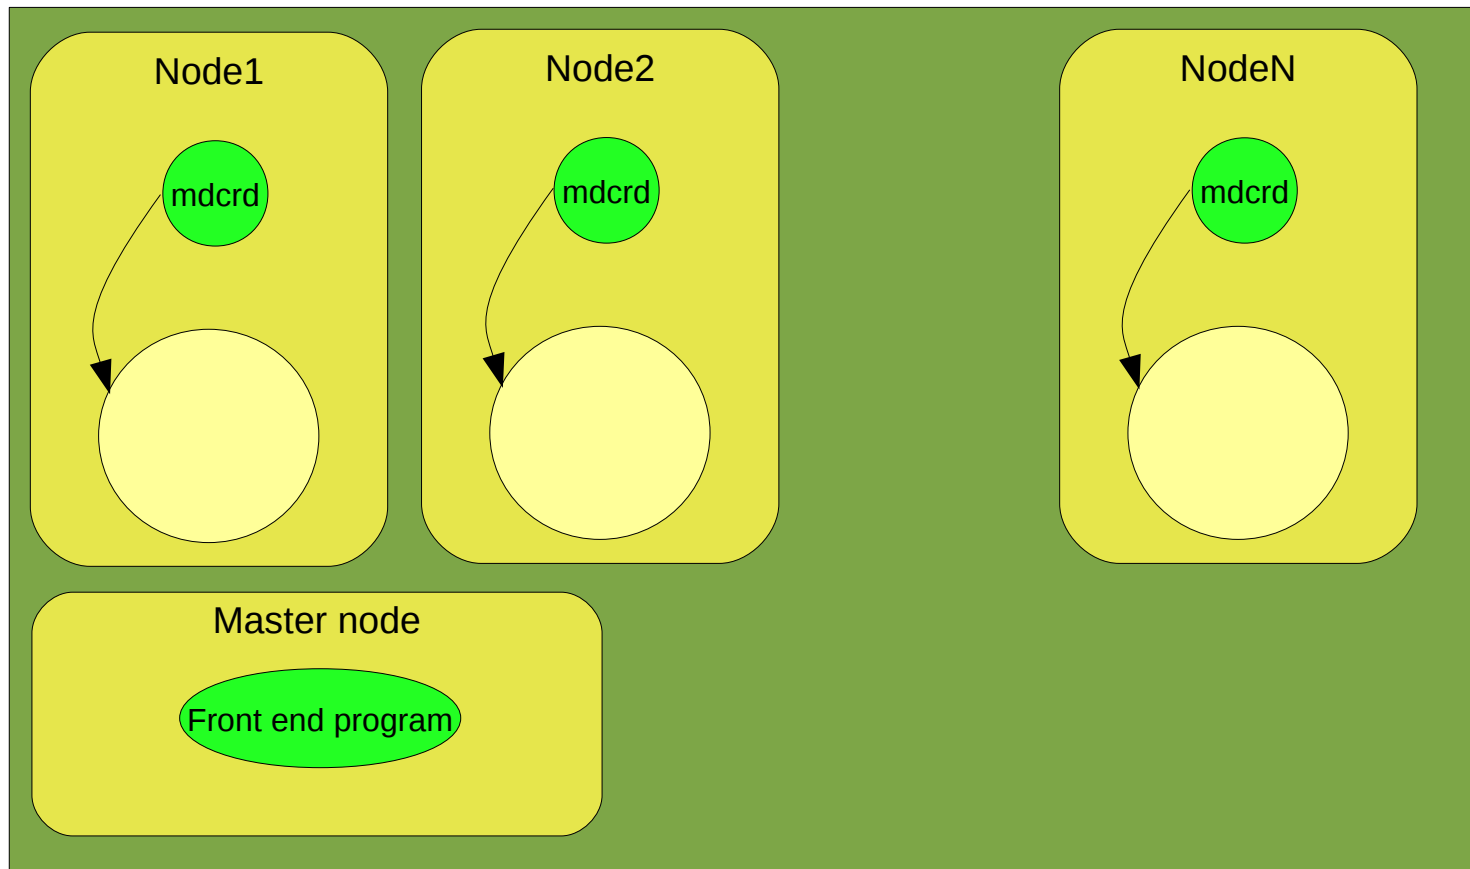 Node1
Node2
NodeN
mdcrd
mdcrd
mdcrd
Master node
Front end program